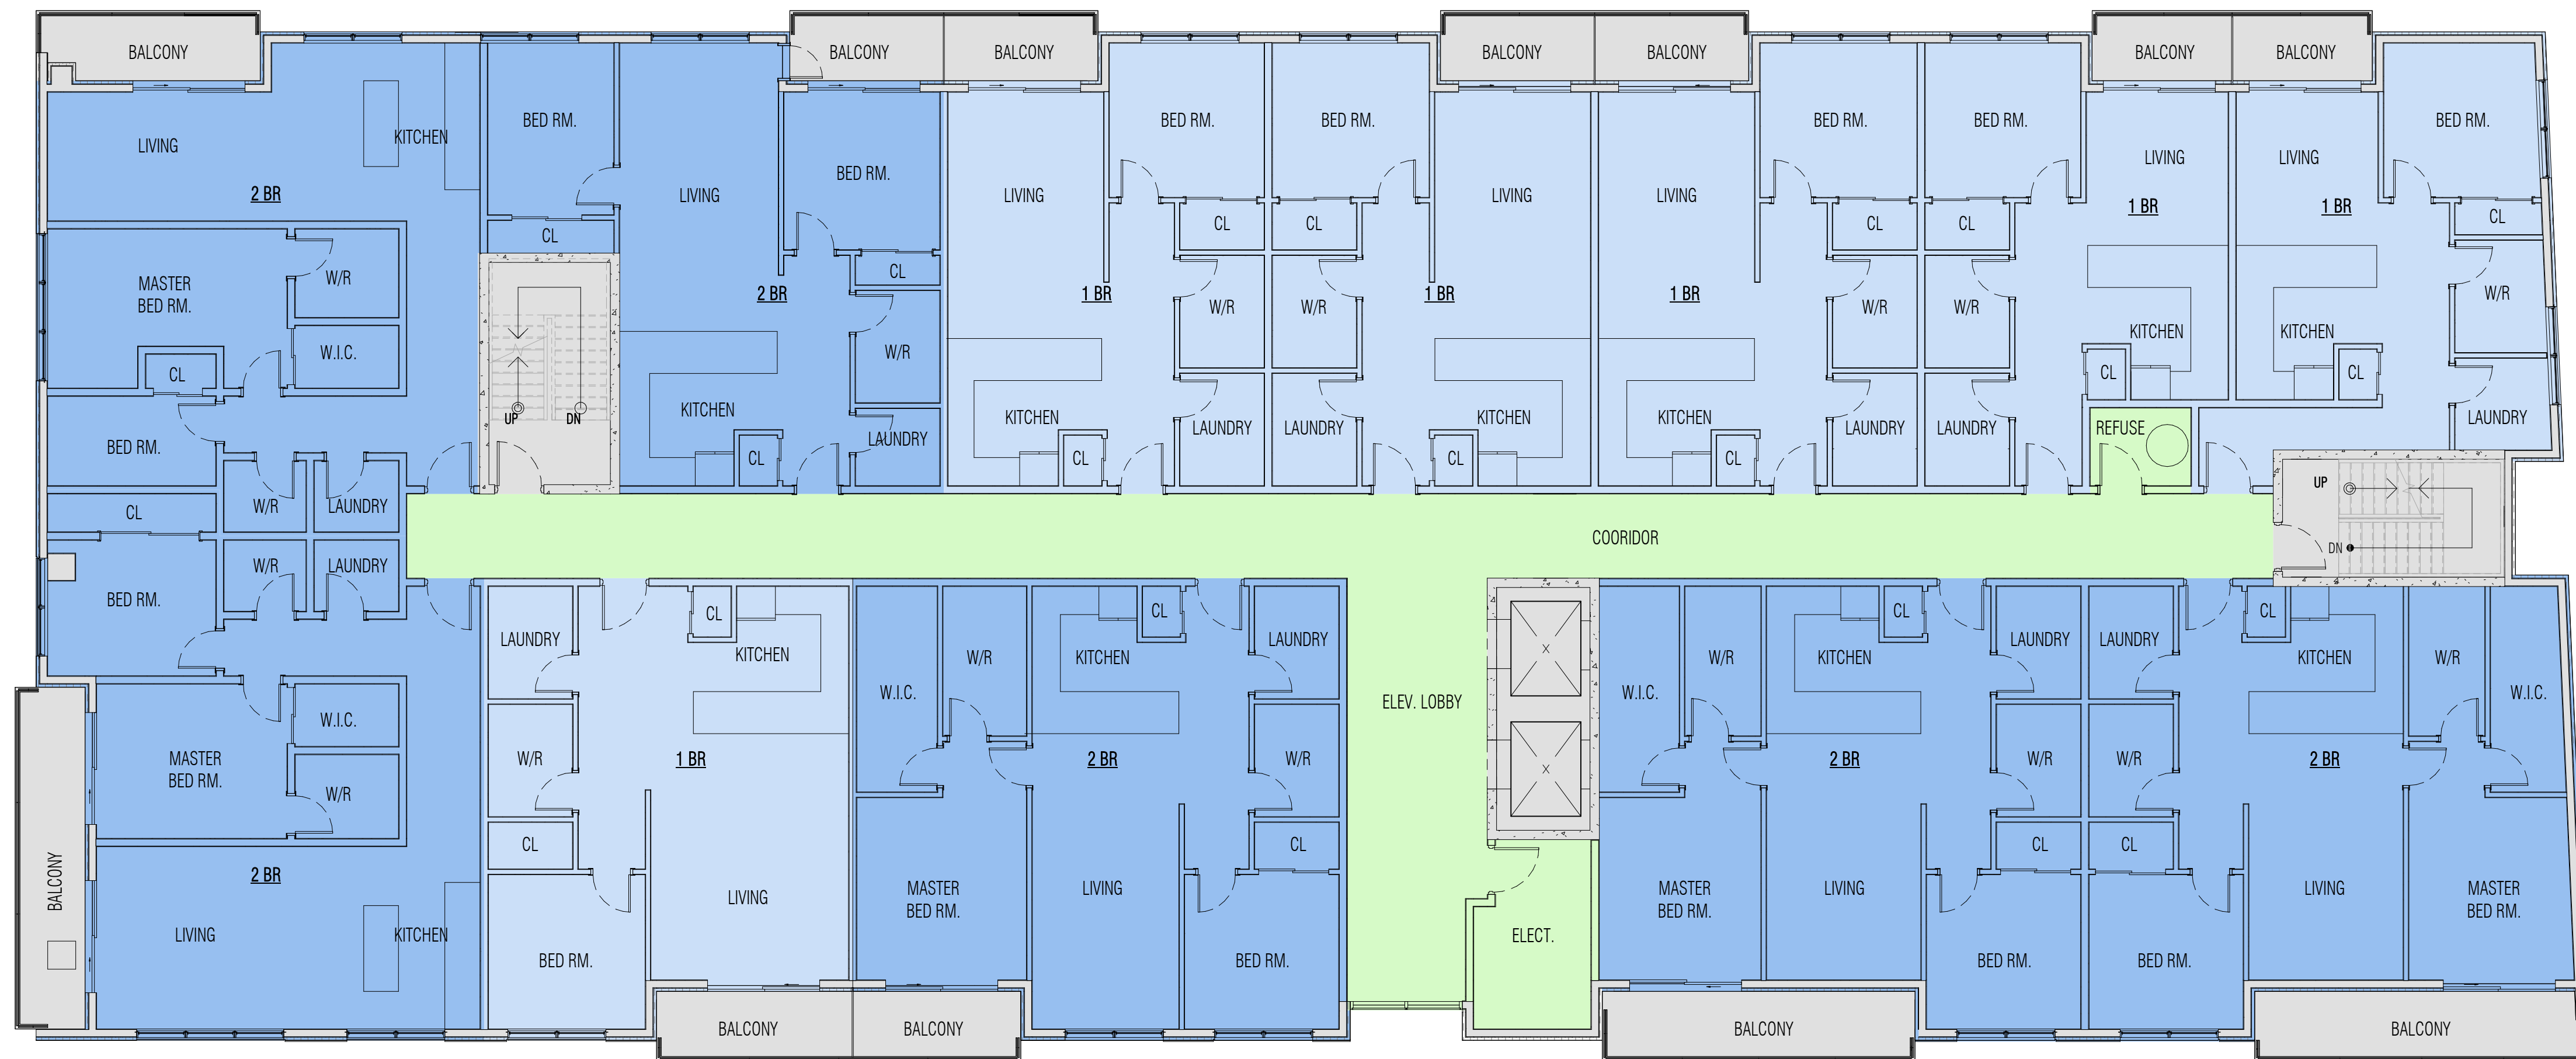 BALCONY
BALCONY
BALCONY
BALCONY
BALCONY
BALCONY
BALCONY
LIVING
KITCHEN
2 BR
BED RM.
CL
LIVING
BED RM.
CL
2 BR
W/R
KITCHEN
CL
LAUNDRY
MASTER
BED RM.
W/R
W.I.C.
CL
BED RM.
CL
W/R
LAUNDRY
UP
DN
LIVING
BED RM.
CL
1 BR
W/R
KITCHEN
CL
LAUNDRY
BED RM.
LIVING
CL
1 BR
W/R
LAUNDRY
CL
KITCHEN
LIVING
BED RM.
CL
1 BR
W/R
KITCHEN
CL
LAUNDRY
BED RM.
LIVING
CL
1 BR
W/R
KITCHEN
CL
LAUNDRY
REFUSE
LIVING
BED RM.
1 BR
CL
W/R
KITCHEN
CL
LAUNDRY
UP
DN
COORIDOR
W/R
LAUNDRY
BED RM.
MASTER
BED RM.
W.I.C.
W/R
2 BR
LIVING
KITCHEN
BALCONY
LAUNDRY
CL
KITCHEN
W/R
1 BR
CL
LIVING
BED RM.
BALCONY
W.I.C.
W/R
KITCHEN
CL
LAUNDRY
2 BR
W/R
CL
MASTER
BED RM.
LIVING
BED RM.
BALCONY
ELEV. LOBBY
X
X
ELECT.
W.I.C.
W/R
KITCHEN
CL
LAUNDRY
2 BR
W/R
CL
MASTER
BED RM.
LIVING
BED RM.
BALCONY
LAUNDRY
CL
KITCHEN
W/R
W.I.C.
W/R
2 BR
CL
LIVING
MASTER
BED RM.
BED RM.
BALCONY